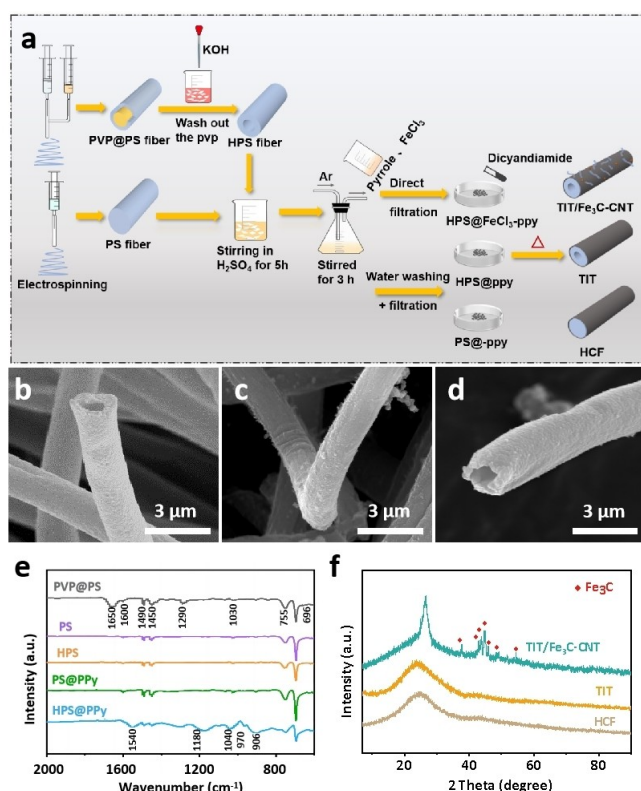 a
KOH
PVP@PS fiber
Wash out
the pvp
HPS fiber
Pyrrole、FeCl₃
Ar
Direct
filtration
Dicyandiamide
HPS@FeCl₃-ppy
TIT/Fe₃C-CNT
PS fiber
Stirring in
H₂SO₄ for 5h
Stirred
for 3 h
HPS@ppy
△
TIT
Electrospinning
Water washing
+ filtration
PS@-ppy
HCF
b
3 μm
c
3 μm
d
3 μm
e
PVP@PS
1650
1600
1490
1450
1290
1030
755
696
PS
HPS
PS@PPy
HPS@PPy
1540
1180
1040
970
906
Intensity (a.u.)
2000 1600 1200 800
Wavenumber (cm⁻¹)
f
Fe₃C
TIT/Fe₃C-CNT
TIT
HCF
Intensity (a.u.)
20 40 60 80
2 Theta (degree)